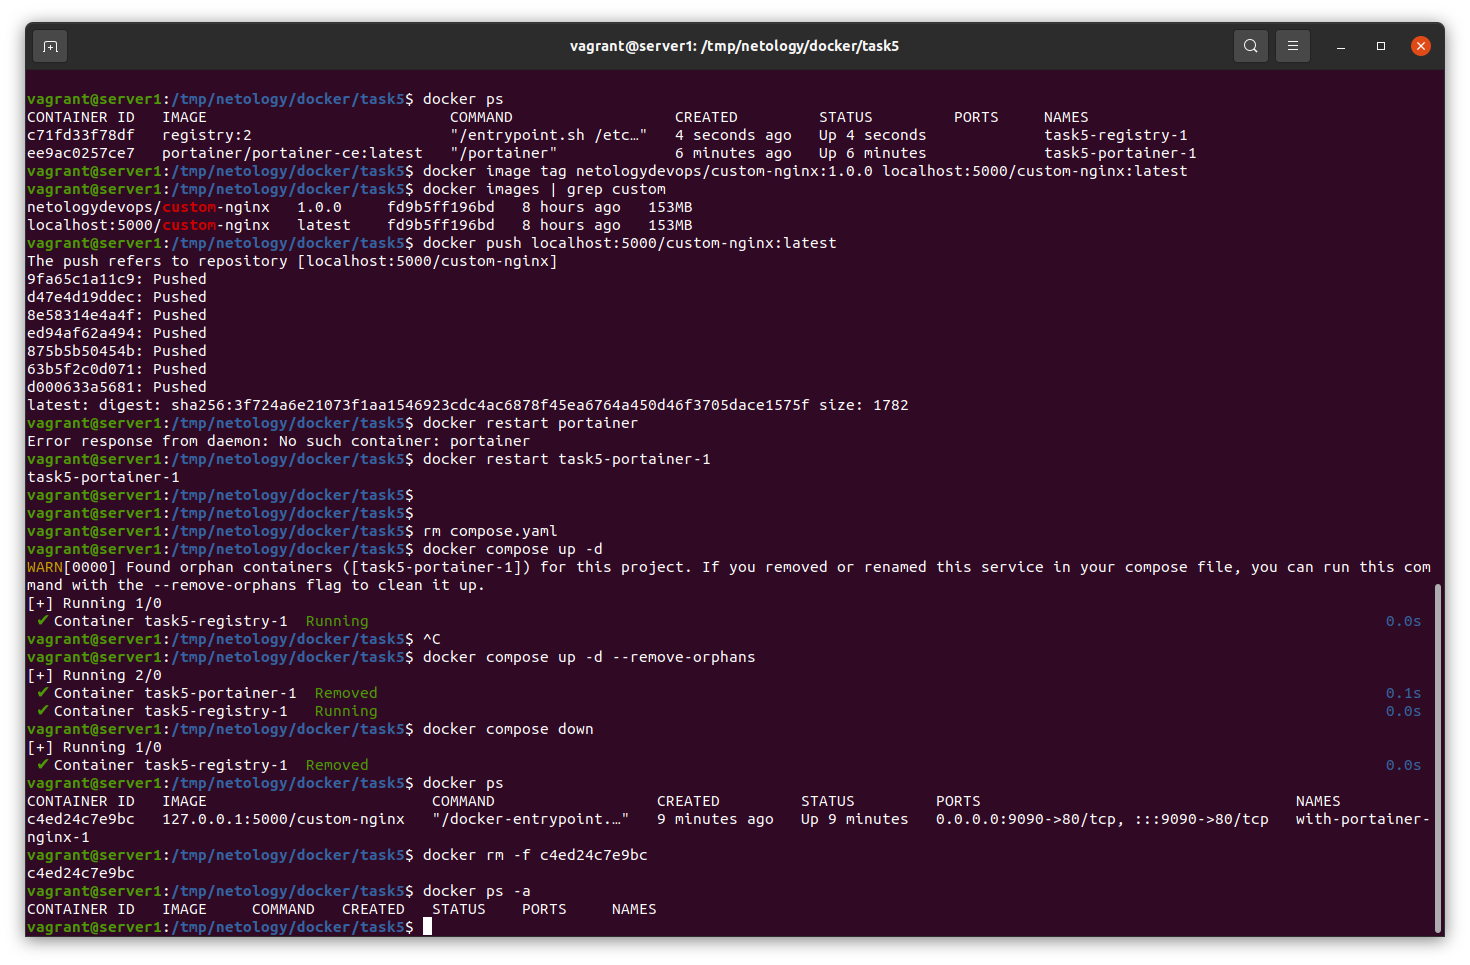 vagrant@server1: /tmp/netology/docker/task5
vagrant@server1:/tmp/netology/docker/task5$ docker ps
CONTAINER ID   IMAGE                           COMMAND                  CREATED         STATUS         PORTS     NAMES
c71fd33f78df   registry:2                      "/entrypoint.sh /etc…"   4 seconds ago   Up 4 seconds             task5-registry-1
ee9ac0257ce7   portainer/portainer-ce:latest   "/portainer"             6 minutes ago   Up 6 minutes             task5-portainer-1
vagrant@server1:/tmp/netology/docker/task5$ docker image tag netologydevops/custom-nginx:1.0.0 localhost:5000/custom-nginx:latest
vagrant@server1:/tmp/netology/docker/task5$ docker images | grep custom
netologydevops/custom-nginx   1.0.0     fd9b5ff196bd   8 hours ago   153MB
localhost:5000/custom-nginx   latest    fd9b5ff196bd   8 hours ago   153MB
vagrant@server1:/tmp/netology/docker/task5$ docker push localhost:5000/custom-nginx:latest
The push refers to repository [localhost:5000/custom-nginx]
9fa65c1a11c9: Pushed
d47e4d19ddec: Pushed
8e58314e4a4f: Pushed
ed94af62a494: Pushed
875b5b50454b: Pushed
63b5f2c0d071: Pushed
d000633a5681: Pushed
latest: digest: sha256:3f724a6e21073f1aa1546923cdc4ac6878f45ea6764a450d46f3705dace1575f size: 1782
vagrant@server1:/tmp/netology/docker/task5$ docker restart portainer
Error response from daemon: No such container: portainer
vagrant@server1:/tmp/netology/docker/task5$ docker restart task5-portainer-1
task5-portainer-1
vagrant@server1:/tmp/netology/docker/task5$
vagrant@server1:/tmp/netology/docker/task5$
vagrant@server1:/tmp/netology/docker/task5$ rm compose.yaml
vagrant@server1:/tmp/netology/docker/task5$ docker compose up -d
WARN[0000] Found orphan containers ([task5-portainer-1]) for this project. If you removed or renamed this service in your compose file, you can run this com
mand with the --remove-orphans flag to clean it up.
[+] Running 1/0
✔ Container task5-registry-1  Running 0.0s
vagrant@server1:/tmp/netology/docker/task5$ ^C
vagrant@server1:/tmp/netology/docker/task5$ docker compose up -d --remove-orphans
[+] Running 2/0
✔ Container task5-portainer-1  Removed 0.1s
✔ Container task5-registry-1   Running 0.0s
vagrant@server1:/tmp/netology/docker/task5$ docker compose down
[+] Running 1/0
✔ Container task5-registry-1  Removed 0.0s
vagrant@server1:/tmp/netology/docker/task5$ docker ps
CONTAINER ID   IMAGE                         COMMAND                  CREATED         STATUS         PORTS                                   NAMES
c4ed24c7e9bc   127.0.0.1:5000/custom-nginx   "/docker-entrypoint.…"   9 minutes ago   Up 9 minutes   0.0.0.0:9090->80/tcp, :::9090->80/tcp   with-portainer-
nginx-1
vagrant@server1:/tmp/netology/docker/task5$ docker rm -f c4ed24c7e9bc
c4ed24c7e9bc
vagrant@server1:/tmp/netology/docker/task5$ docker ps -a
CONTAINER ID   IMAGE     COMMAND   CREATED   STATUS    PORTS     NAMES
vagrant@server1:/tmp/netology/docker/task5$